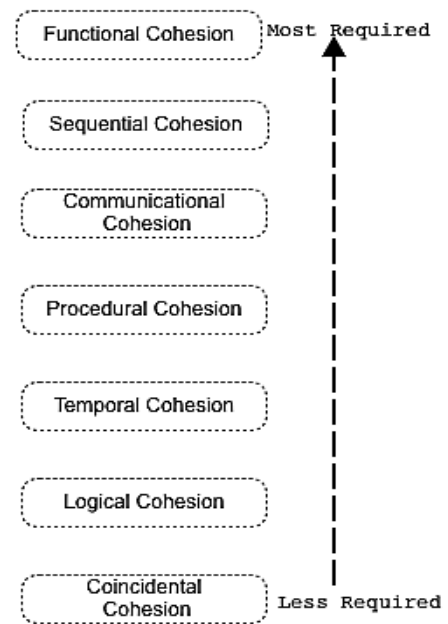 Functional Cohesion Most Required
Sequential Cohesion
Communicational
Cohesion
Procedural Cohesion
Temporal Cohesion
Logical Cohesion
Coincidental
Cohesion
Less Required